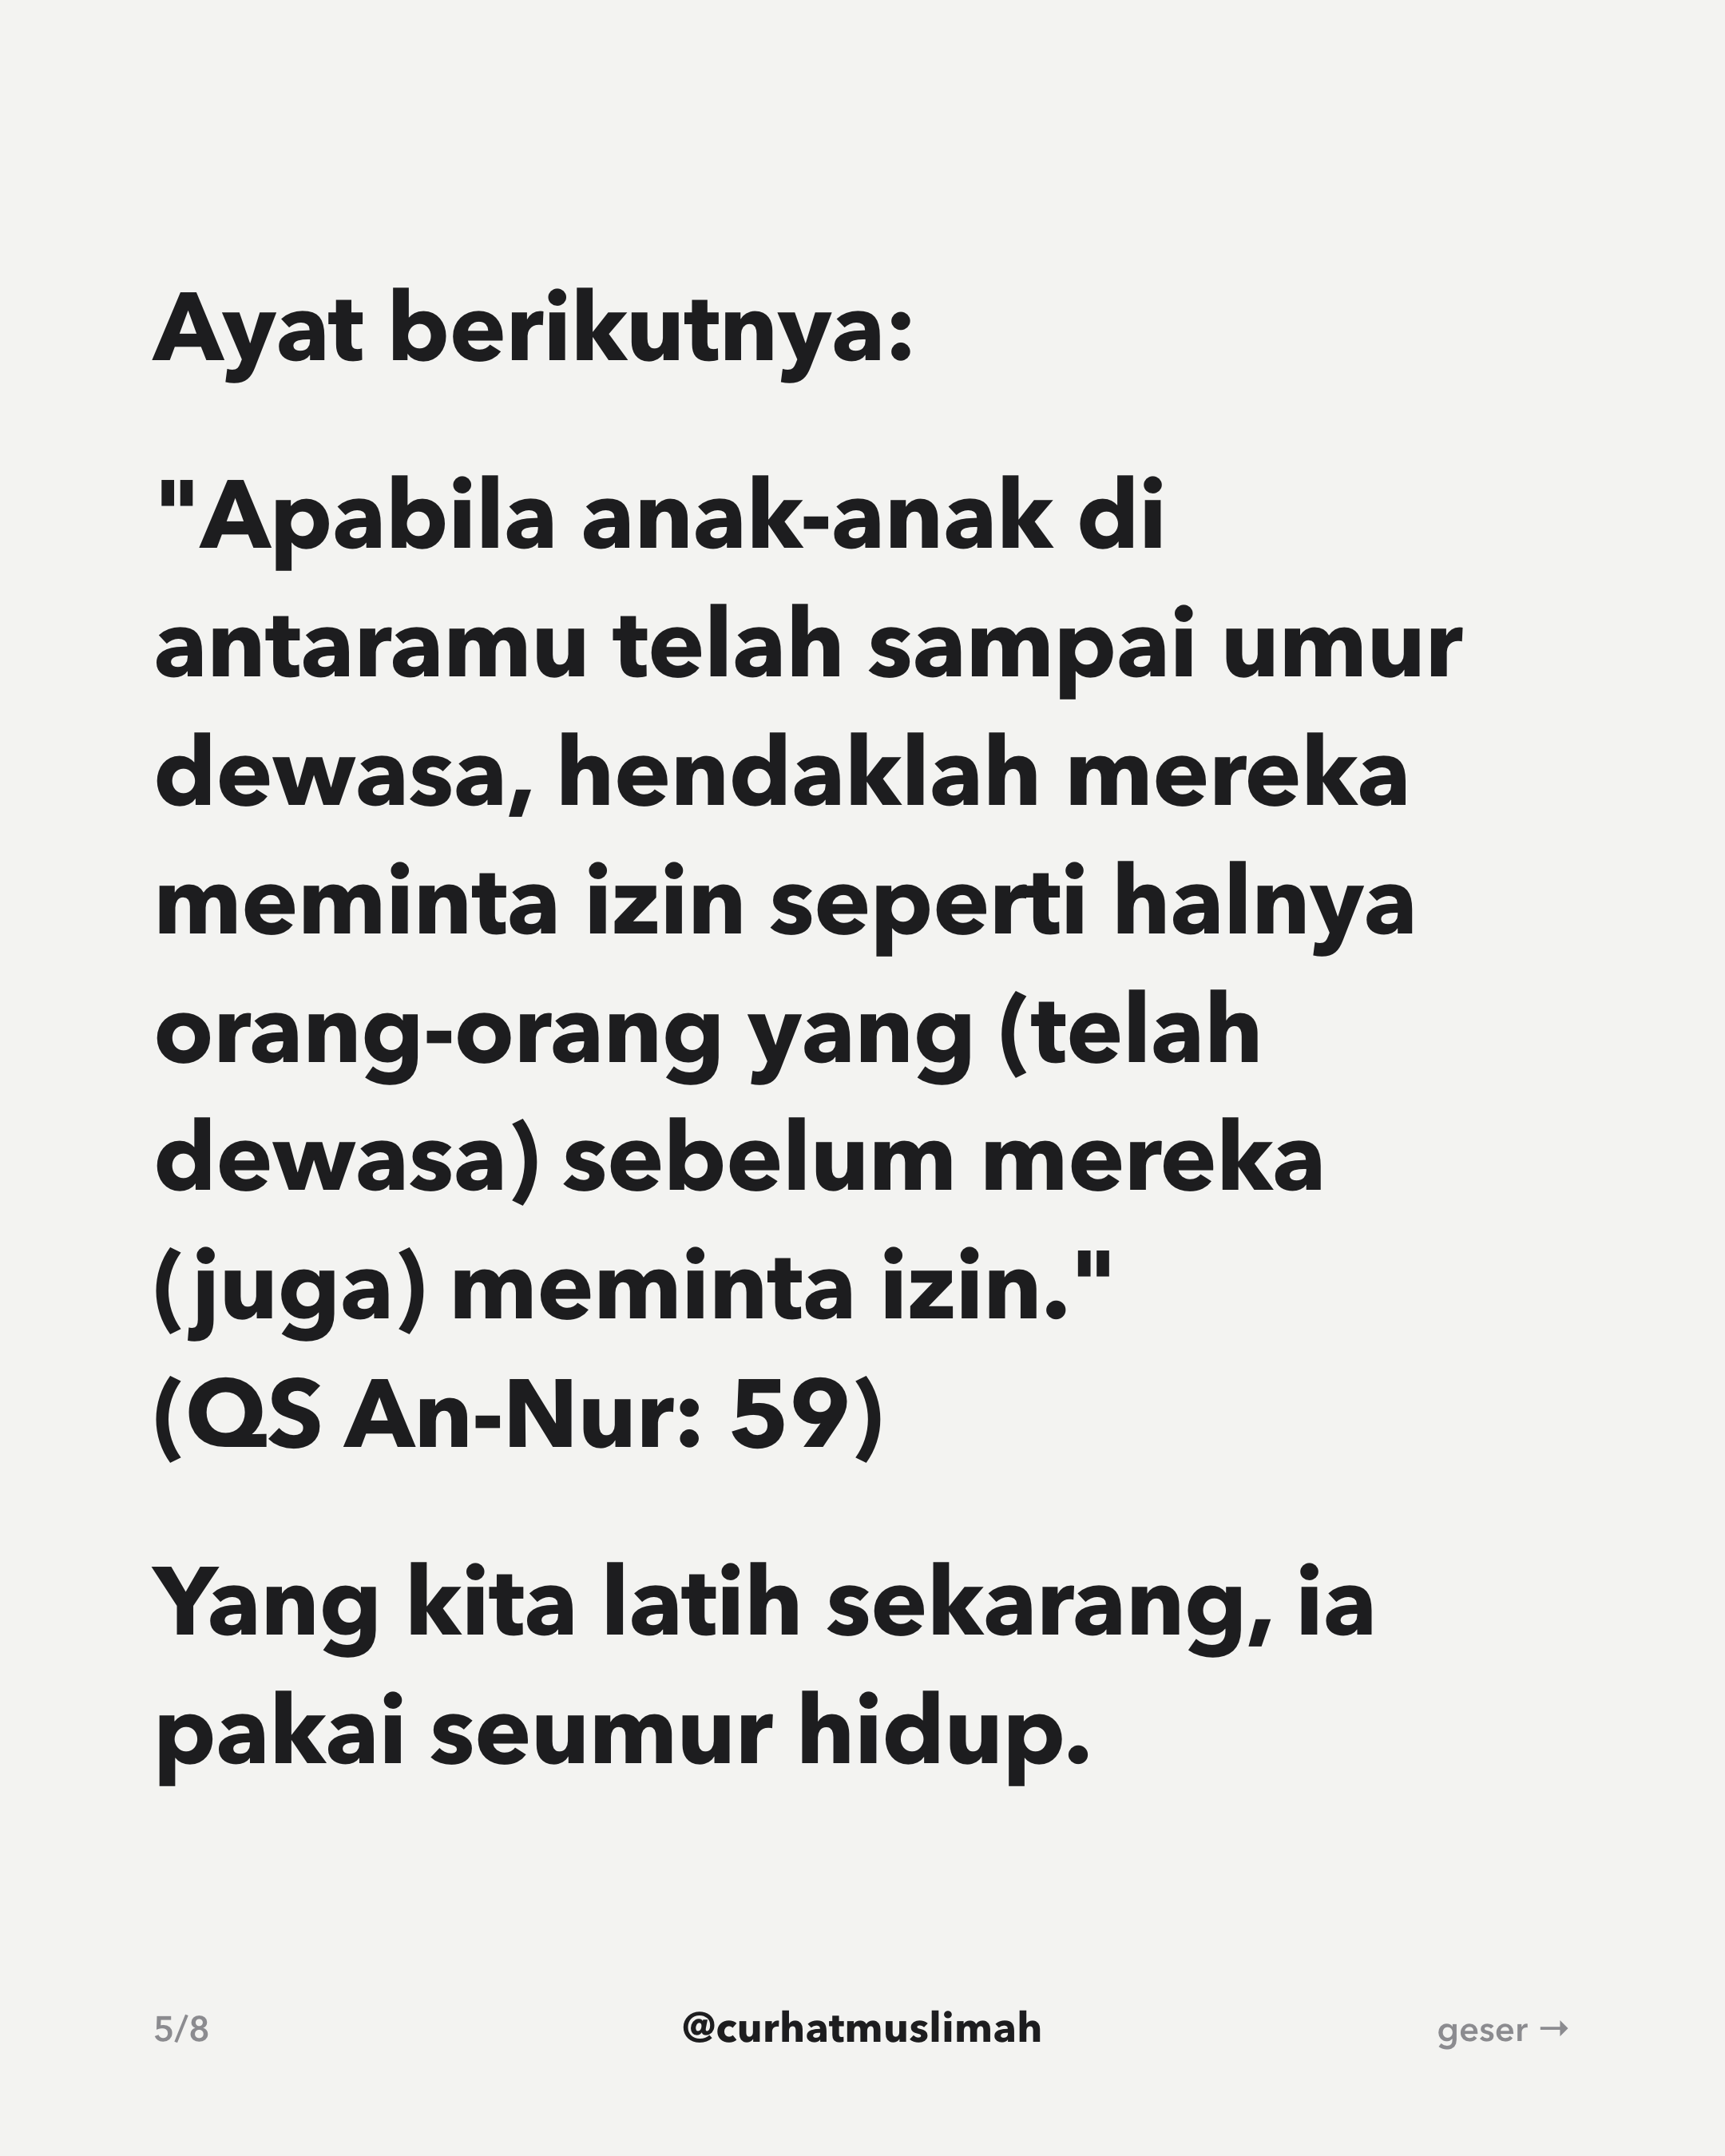 Ayat berikutnya:
"Apabila anak-anak di
antaramu telah sampai umur
dewasa, hendaklah mereka
meminta izin seperti halnya
orang-orang yang (telah
dewasa) sebelum mereka
(juga) meminta izin."
(QS An-Nur: 59)
Yang kita latih sekarang, ia
pakai seumur hidup.
5/8
@curhatmuslimah
geser →